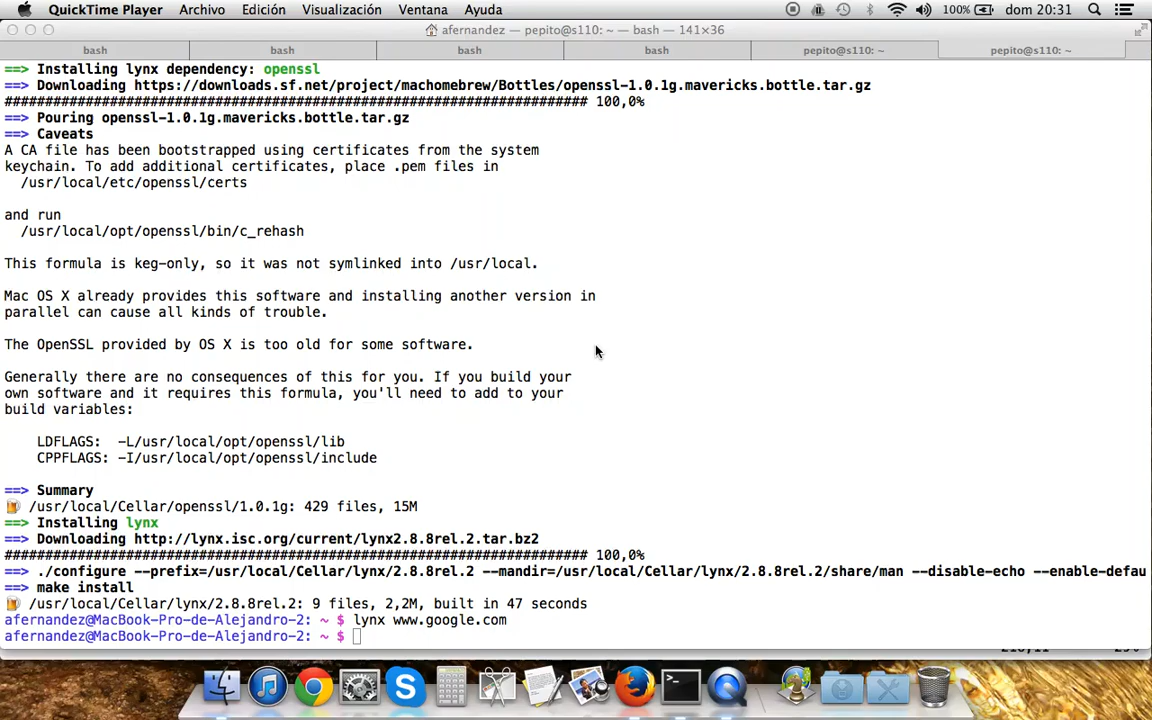 QuickTime Player Archivo Edición Visualización Ventana Ayuda 100% dom 20:31
afernandez — pepito@s110: ~ — bash — 141×36
bash bash bash bash pepito@s110: ~ pepito@s110: ~
==> Installing lynx dependency: openssl
==> Downloading https://downloads.sf.net/project/machomebrew/Bottles/openssl-1.0.1g.mavericks.bottle.tar.gz
######################################################################## 100,0%
==> Pouring openssl-1.0.1g.mavericks.bottle.tar.gz
==> Caveats
A CA file has been bootstrapped using certificates from the system
keychain. To add additional certificates, place .pem files in
/usr/local/etc/openssl/certs
and run
/usr/local/opt/openssl/bin/c_rehash
This formula is keg-only, so it was not symlinked into /usr/local.
Mac OS X already provides this software and installing another version in
parallel can cause all kinds of trouble.
The OpenSSL provided by OS X is too old for some software.
Generally there are no consequences of this for you. If you build your
own software and it requires this formula, you'll need to add to your
build variables:
LDFLAGS: -L/usr/local/opt/openssl/lib
CPPFLAGS: -I/usr/local/opt/openssl/include
==> Summary
/usr/local/Cellar/openssl/1.0.1g: 429 files, 15M
==> Installing lynx
==> Downloading http://lynx.isc.org/current/lynx2.8.8rel.2.tar.bz2
######################################################################## 100,0%
==> ./configure --prefix=/usr/local/Cellar/lynx/2.8.8rel.2 --mandir=/usr/local/Cellar/lynx/2.8.8rel.2/share/man --disable-echo --enable-defau
==> make install
/usr/local/Cellar/lynx/2.8.8rel.2: 9 files, 2,2M, built in 47 seconds
afernandez@MacBook-Pro-de-Alejandro-2: ~ $ lynx www.google.com
afernandez@MacBook-Pro-de-Alejandro-2: ~ $